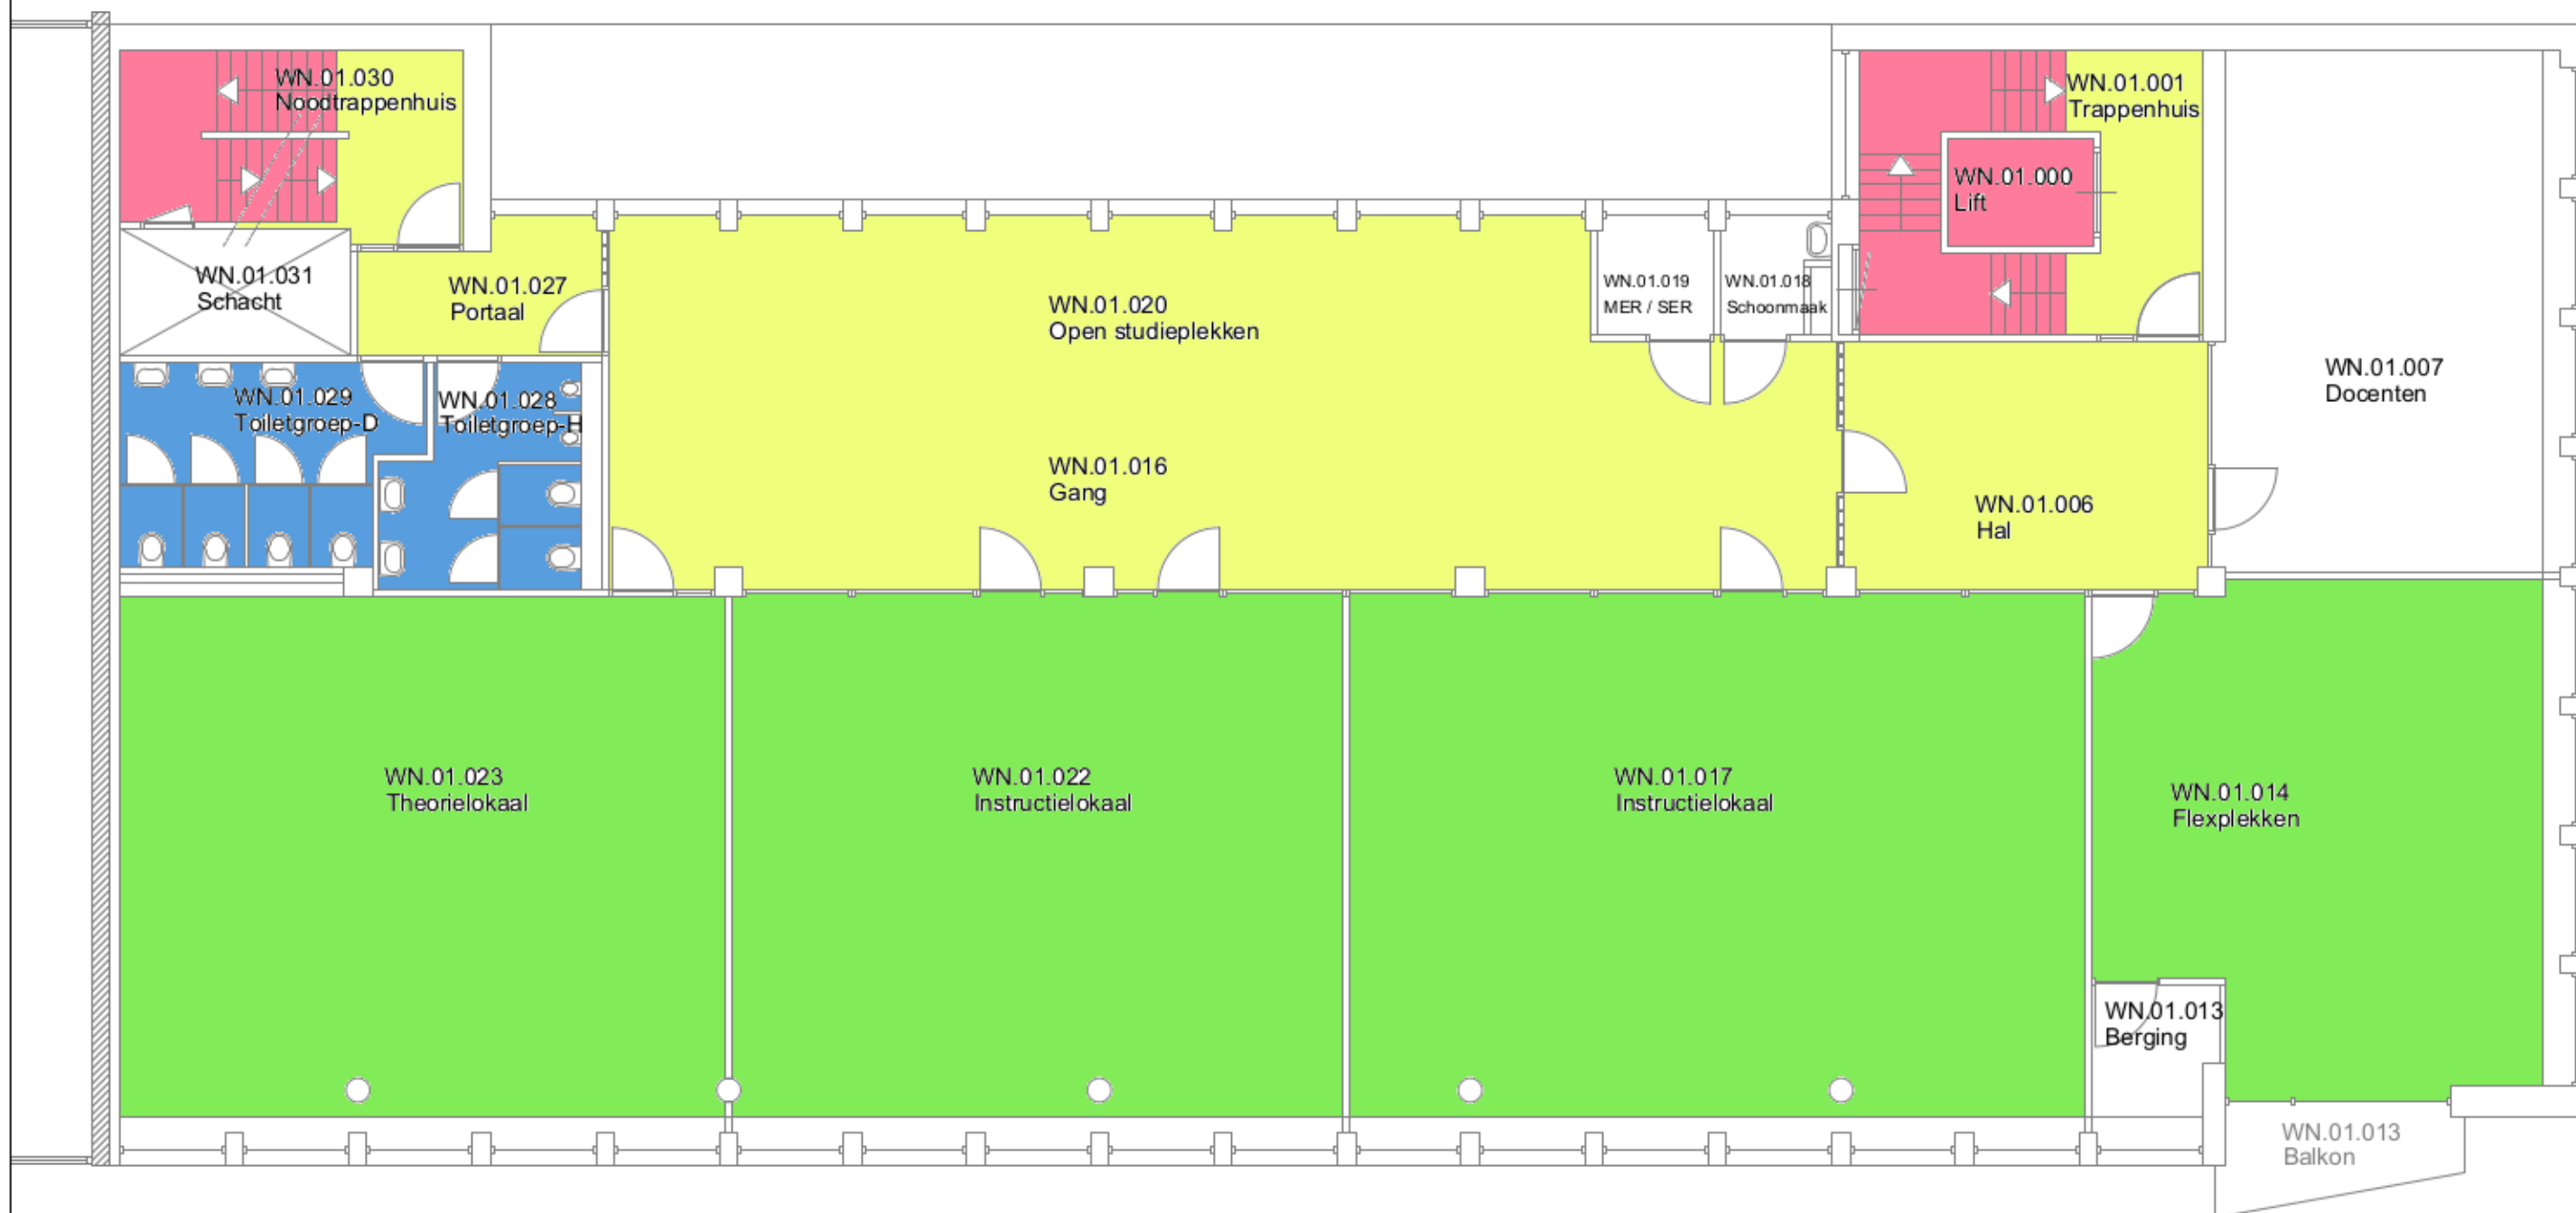 WN.01.030
Noodtrappenhuis
WN.01.001
Trappenhuis
WN.01.000
Lift
WN.01.031
Schacht
WN.01.027
Portaal
WN.01.020
Open studieplekken
WN.01.019
MER / SER
WN.01.018
Schoonmaak
WN.01.007
Docenten
WN.01.029
Toiletgroep-D
WN.01.028
Toiletgroep-H
WN.01.016
Gang
WN.01.006
Hal
WN.01.023
Theorielokaal
WN.01.022
Instructielokaal
WN.01.017
Instructielokaal
WN.01.014
Flexplekken
WN.01.013
Berging
WN.01.013
Balkon